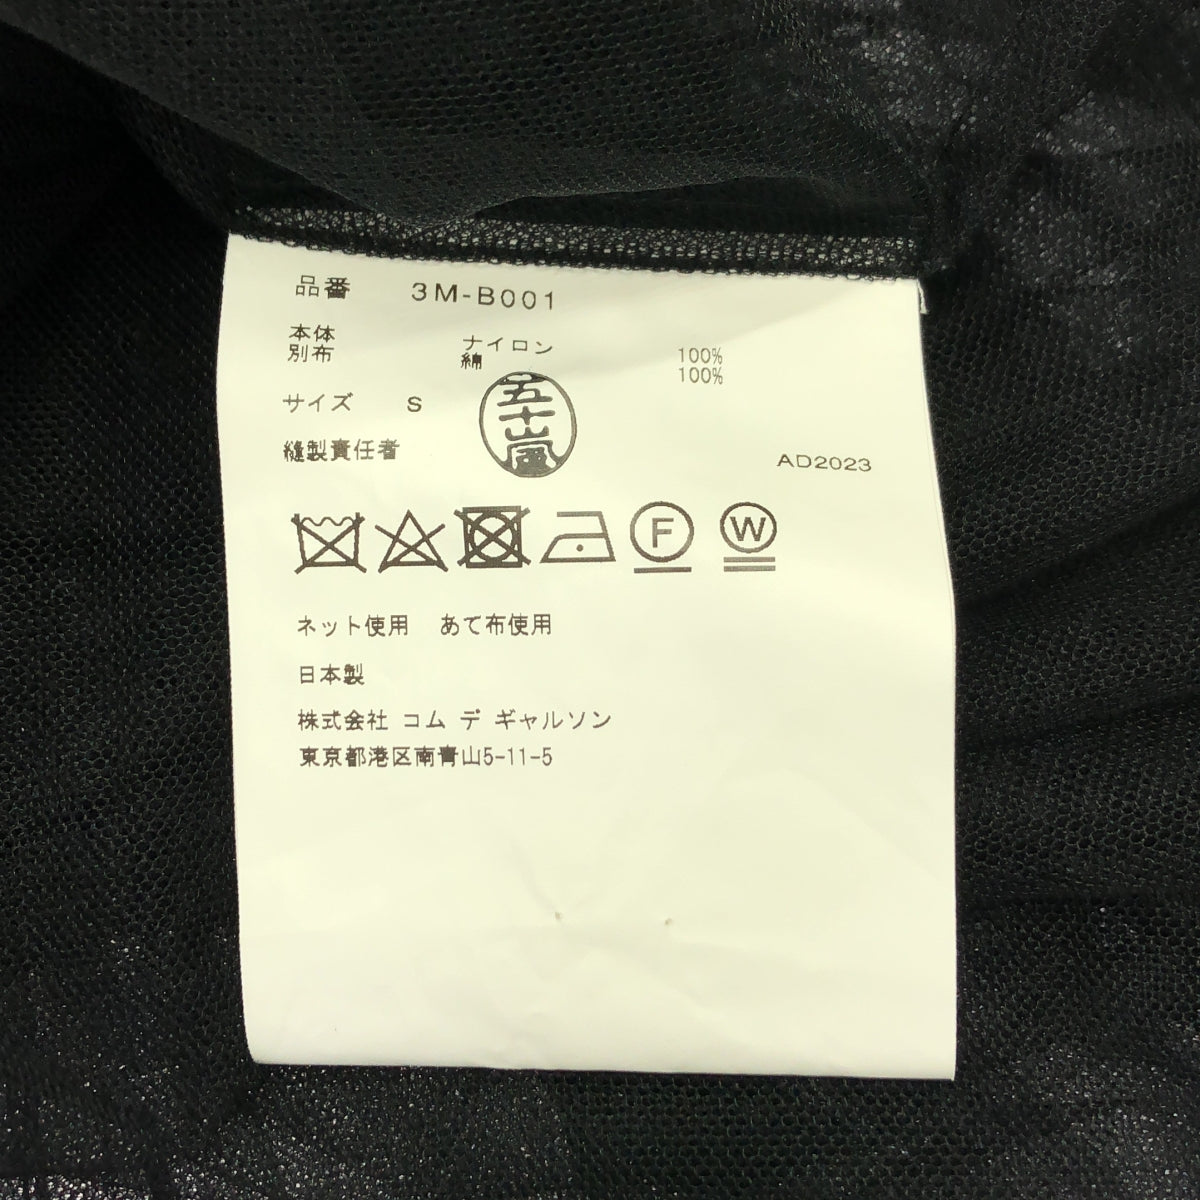 品番 3M-B001
本体 ナイロン 100%
別布 綿 100%
サイズ S
五十嵐
縫製責任者
AD2023
F W
ネット使用 あて布使用
日本製
株式会社 コム デ ギャルソン
東京都港区南青山5-11-5